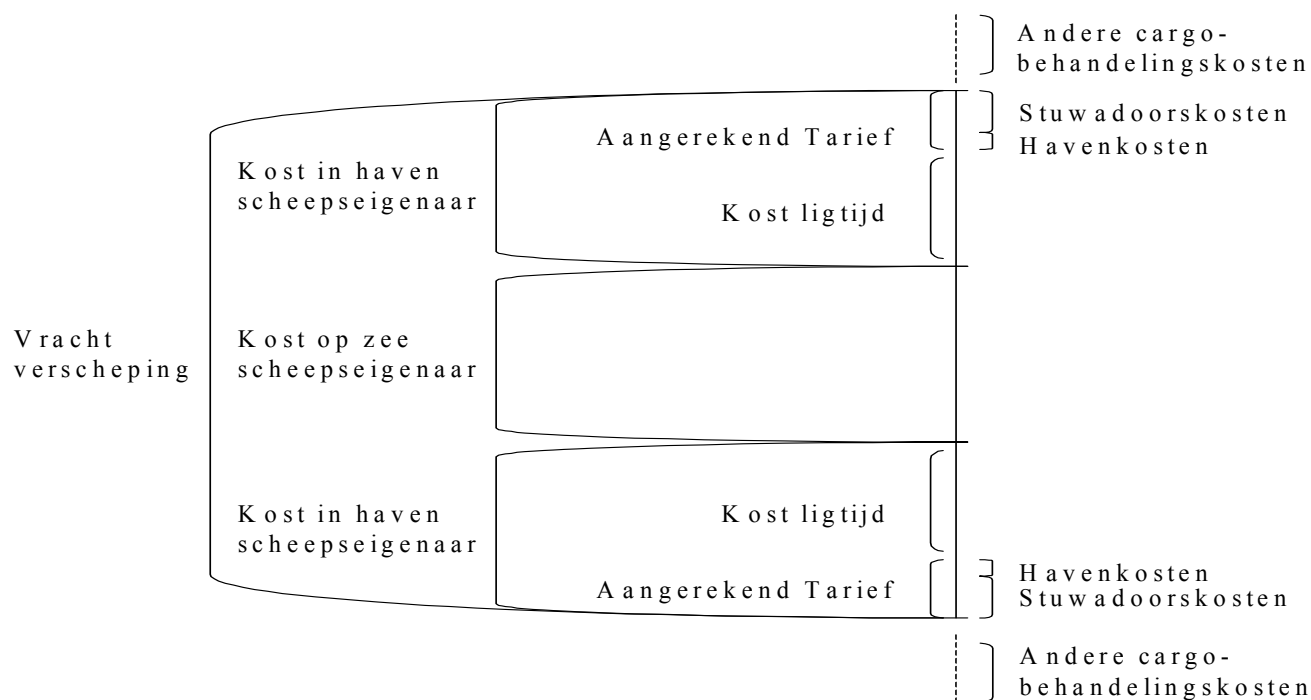 Andere cargo-
behandelingskosten
Stuwadoorskosten
Aangerekend Tarief
Havenkosten
Kost in haven
scheepseigenaar
Kost ligtijd
Vracht
verscheping
Kost op zee
scheepseigenaar
Kost in haven
scheepseigenaar
Kost ligtijd
Havenkosten
Aangerekend Tarief
Stuwadoorskosten
Andere cargo-
behandelingskosten